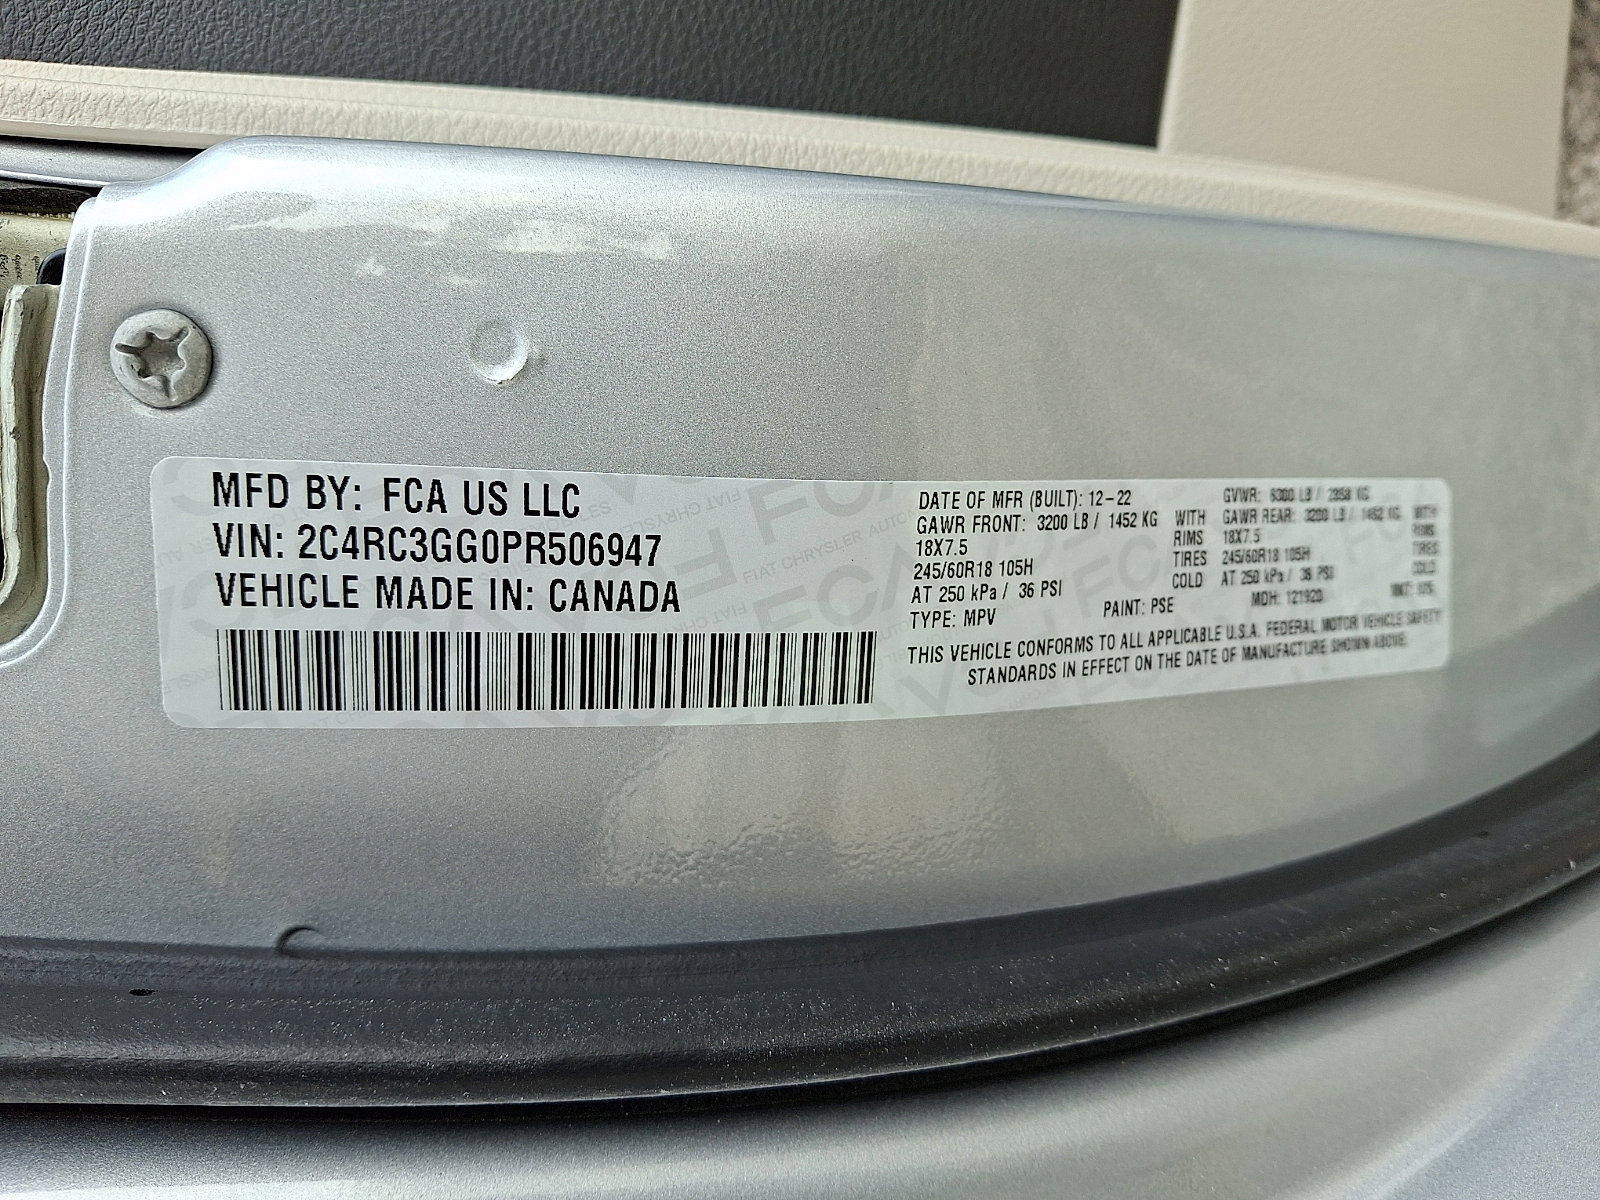 MFD BY: FCA US LLC
VIN: 2C4RC3GG0PR506947
VEHICLE MADE IN: CANADA
DATE OF MFR (BUILT): 12-22 GVWR: 6300 LB / 2858 KG
GAWR FRONT: 3200 LB / 1452 KG WITH GAWR REAR: 3200 LB / 1452 KG WITH
18X7.5 RIMS 18X7.5 RIMS
245/60R18 105H TIRES 245/60R18 105H TIRES
AT 250 kPa / 36 PSI COLD AT 250 kPa / 36 PSI COLD
TYPE: MPV PAINT: PSE MDH: 121920
THIS VEHICLE CONFORMS TO ALL APPLICABLE U.S.A. FEDERAL MOTOR VEHICLE SAFETY
STANDARDS IN EFFECT ON THE DATE OF MANUFACTURE SHOWN ABOVE.